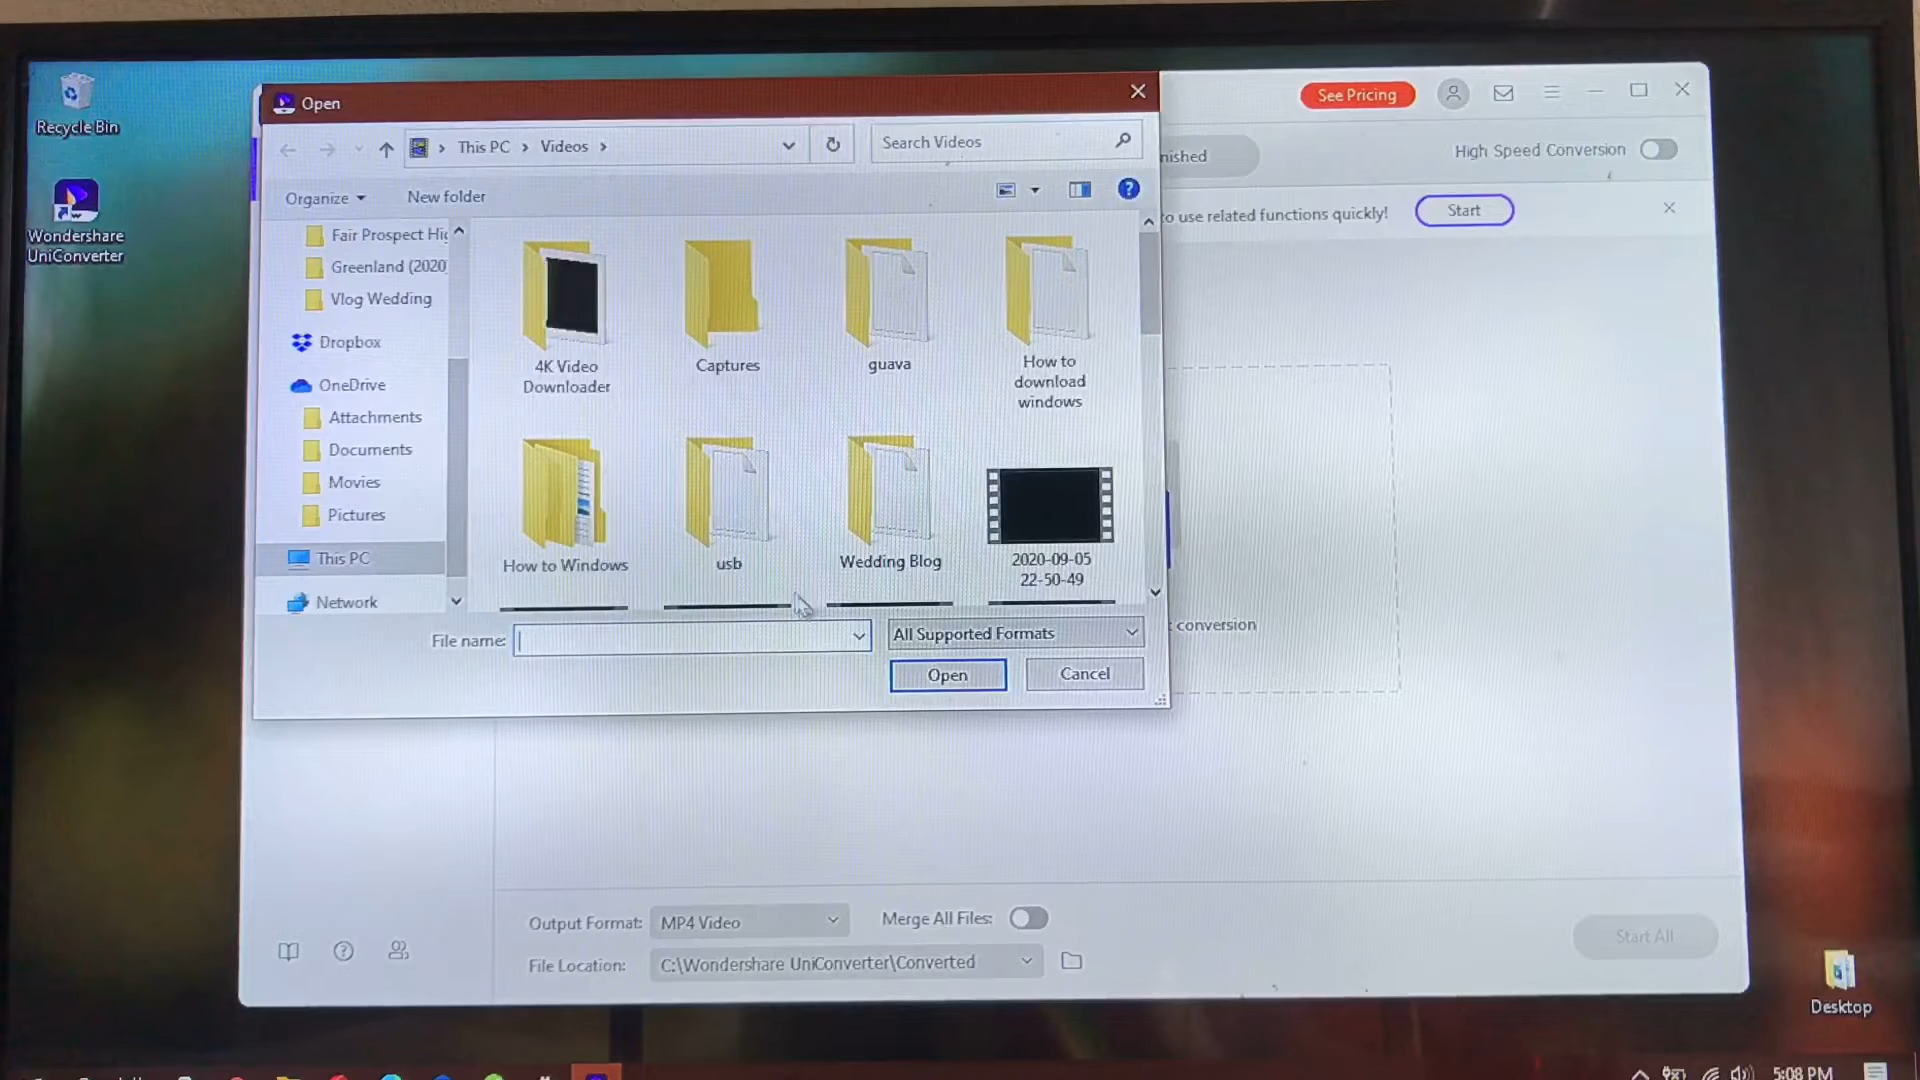 Recycle Bin
Wondershare
UniConverter
Open
This PC
Videos
Search Videos
Organize
New folder
Fair Prospect Hig
Greenland (2020
Vlog Wedding
Dropbox
OneDrive
Attachments
Documents
Movies
Pictures
This PC
Network
4K Video
Downloader
Captures
guava
How to
download
windows
How to Windows
usb
Wedding Blog
2020-09-05
22-50-49
File name:
All Supported Formats
Open
Cancel
See Pricing
nished
High Speed Conversion
to use related functions quickly!
Start
t conversion
Output Format:
MP4 Video
Merge All Files:
File Location:
C:\Wondershare UniConverter\Converted
Start All
Desktop
5:08 PM